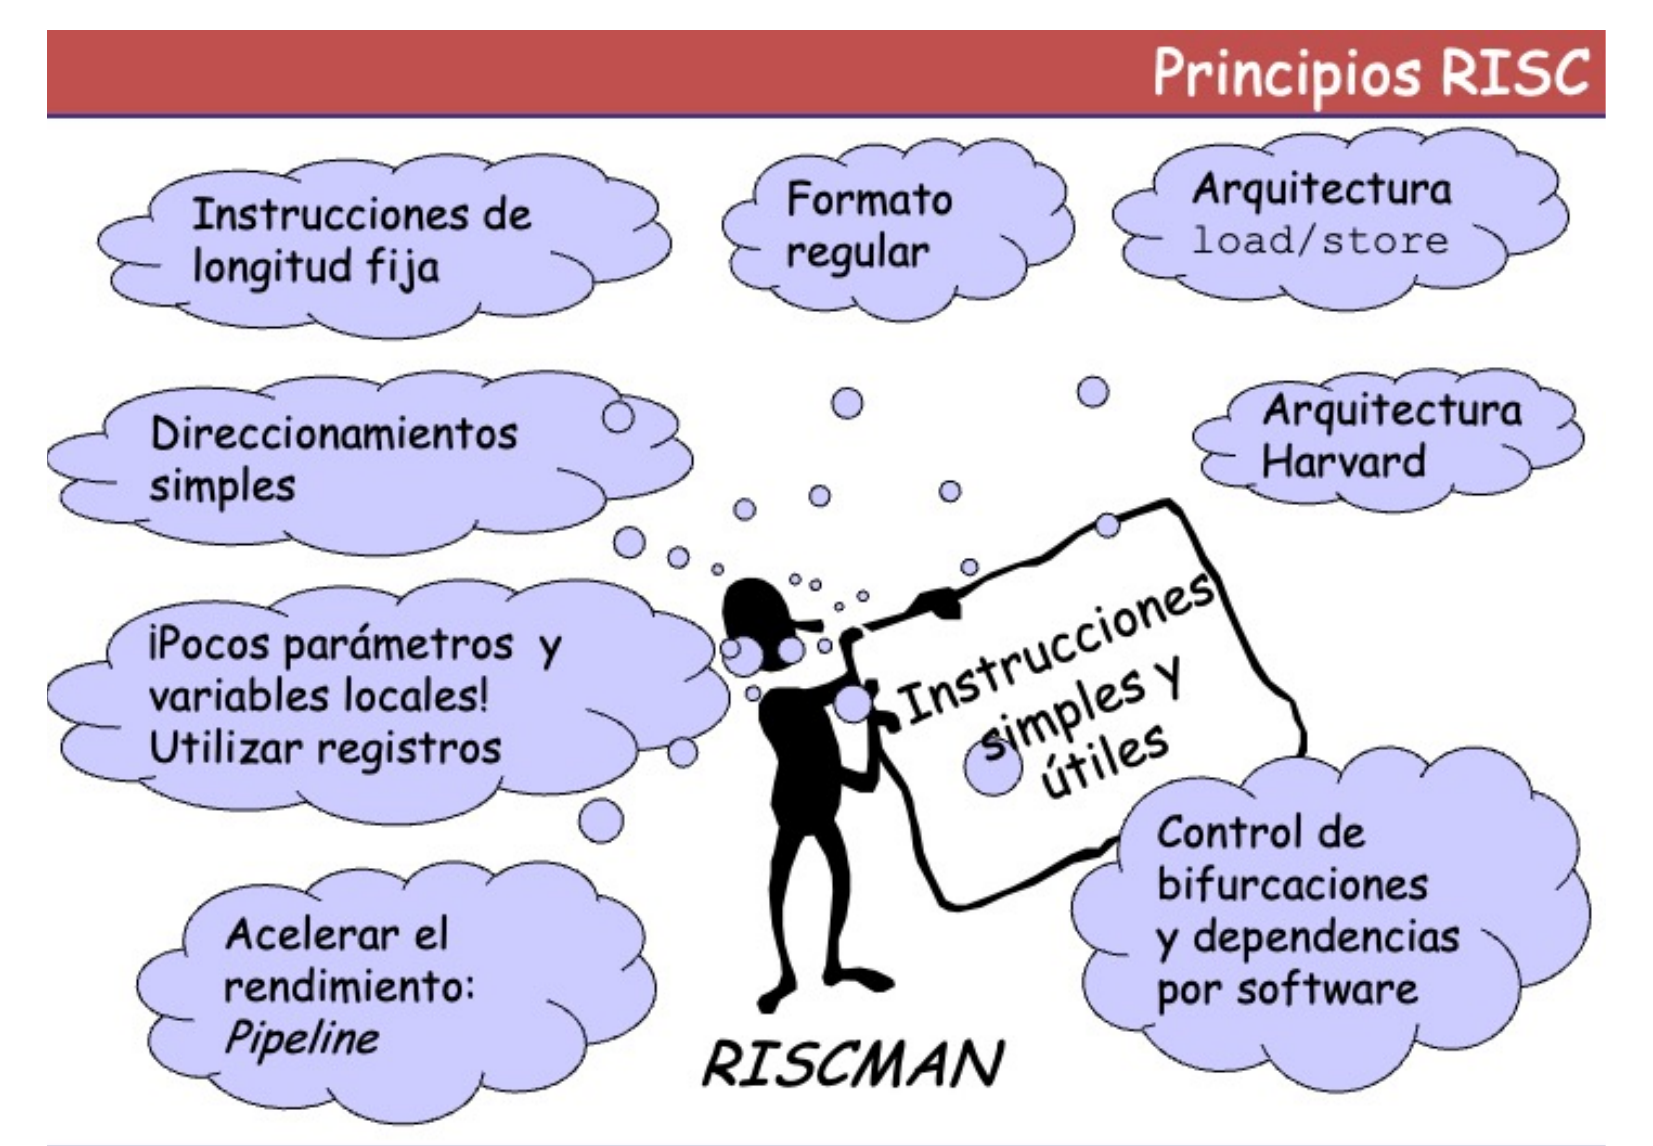 Principios RISC
Instrucciones de
longitud fija
Formato
regular
Arquitectura
load/store
Direccionamientos
simples
Arquitectura
Harvard
¡Pocos parámetros y
variables locales!
Utilizar registros
Instrucciones
simples y
útiles
Acelerar el
rendimiento:
Pipeline
Control de
bifurcaciones
y dependencias
por software
RISCMAN